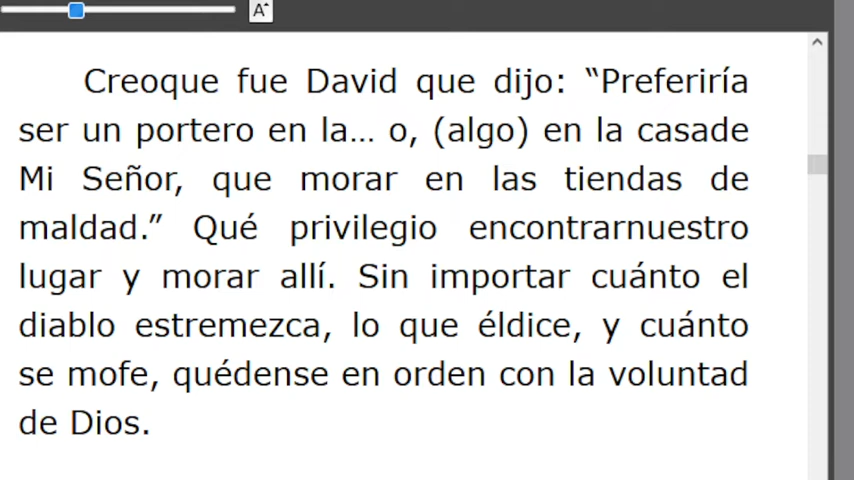 A
Creoque fue David que dijo: “Preferiría
ser un portero en la... o, (algo) en la casade
Mi Señor, que morar en las tiendas de
maldad.” Qué privilegio encontrarnuestro
lugar y morar allí. Sin importar cuánto el
diablo estremezca, lo que éldice, y cuánto
se mofe, quédense en orden con la voluntad
de Dios.